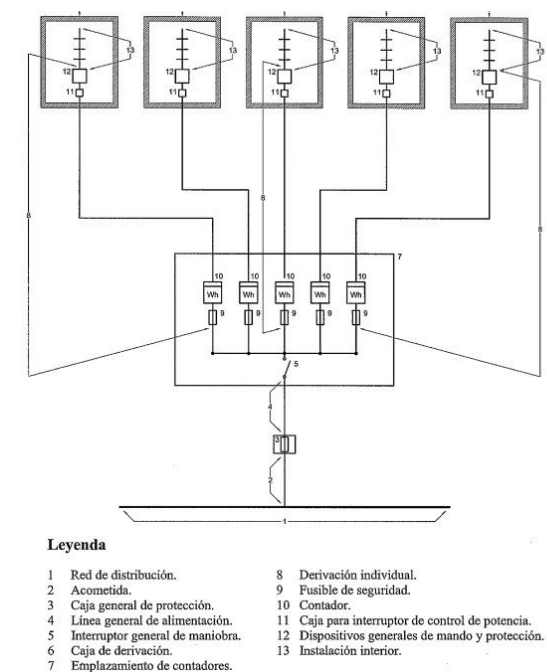 13 13 13 13 13
12 12 12 12 12
11 11 11 11 11
8 8 8
7
10 10 10 10 10
Wh Wh Wh Wh Wh
9 9 9 9 9
5
4
3
2
1
Leyenda
1 Red de distribución.
2 Acometida.
3 Caja general de protección.
4 Línea general de alimentación.
5 Interruptor general de maniobra.
6 Caja de derivación.
7 Emplazamiento de contadores.
8 Derivación individual.
9 Fusible de seguridad.
10 Contador.
11 Caja para interruptor de control de potencia.
12 Dispositivos generales de mando y protección.
13 Instalación interior.